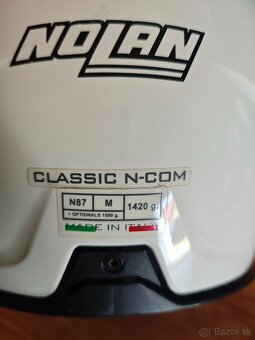 NOLAN
CLASSIC N-COM
N87 M 1420 g.
+ OPTIONALS 1500 g.
MADE IN ITALY
bazos.sk